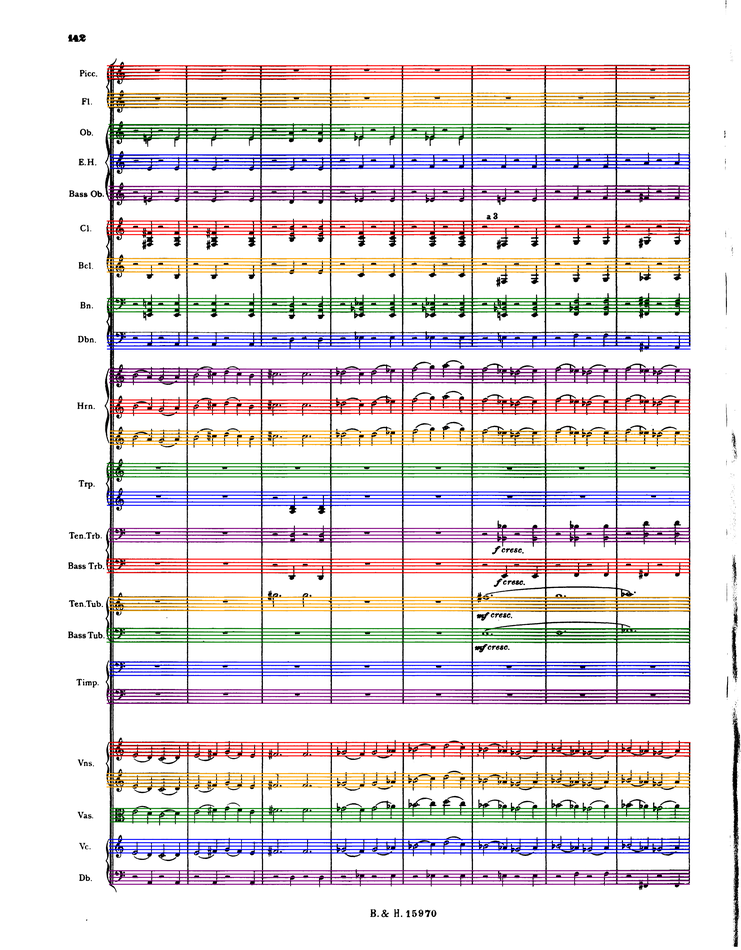 142
Picc.
Fl.
Ob.
E.H.
Bass Ob.
Cl.
a 3
Bcl.
Bn.
Dbn.
Hrn.
Trp.
Ten.Trb.
f cresc.
Bass Trb.
f cresc.
Ten.Tub.
mf cresc.
Bass Tub.
mf cresc.
Timp.
Vns.
Vas.
Vc.
Db.
B. & H. 15970